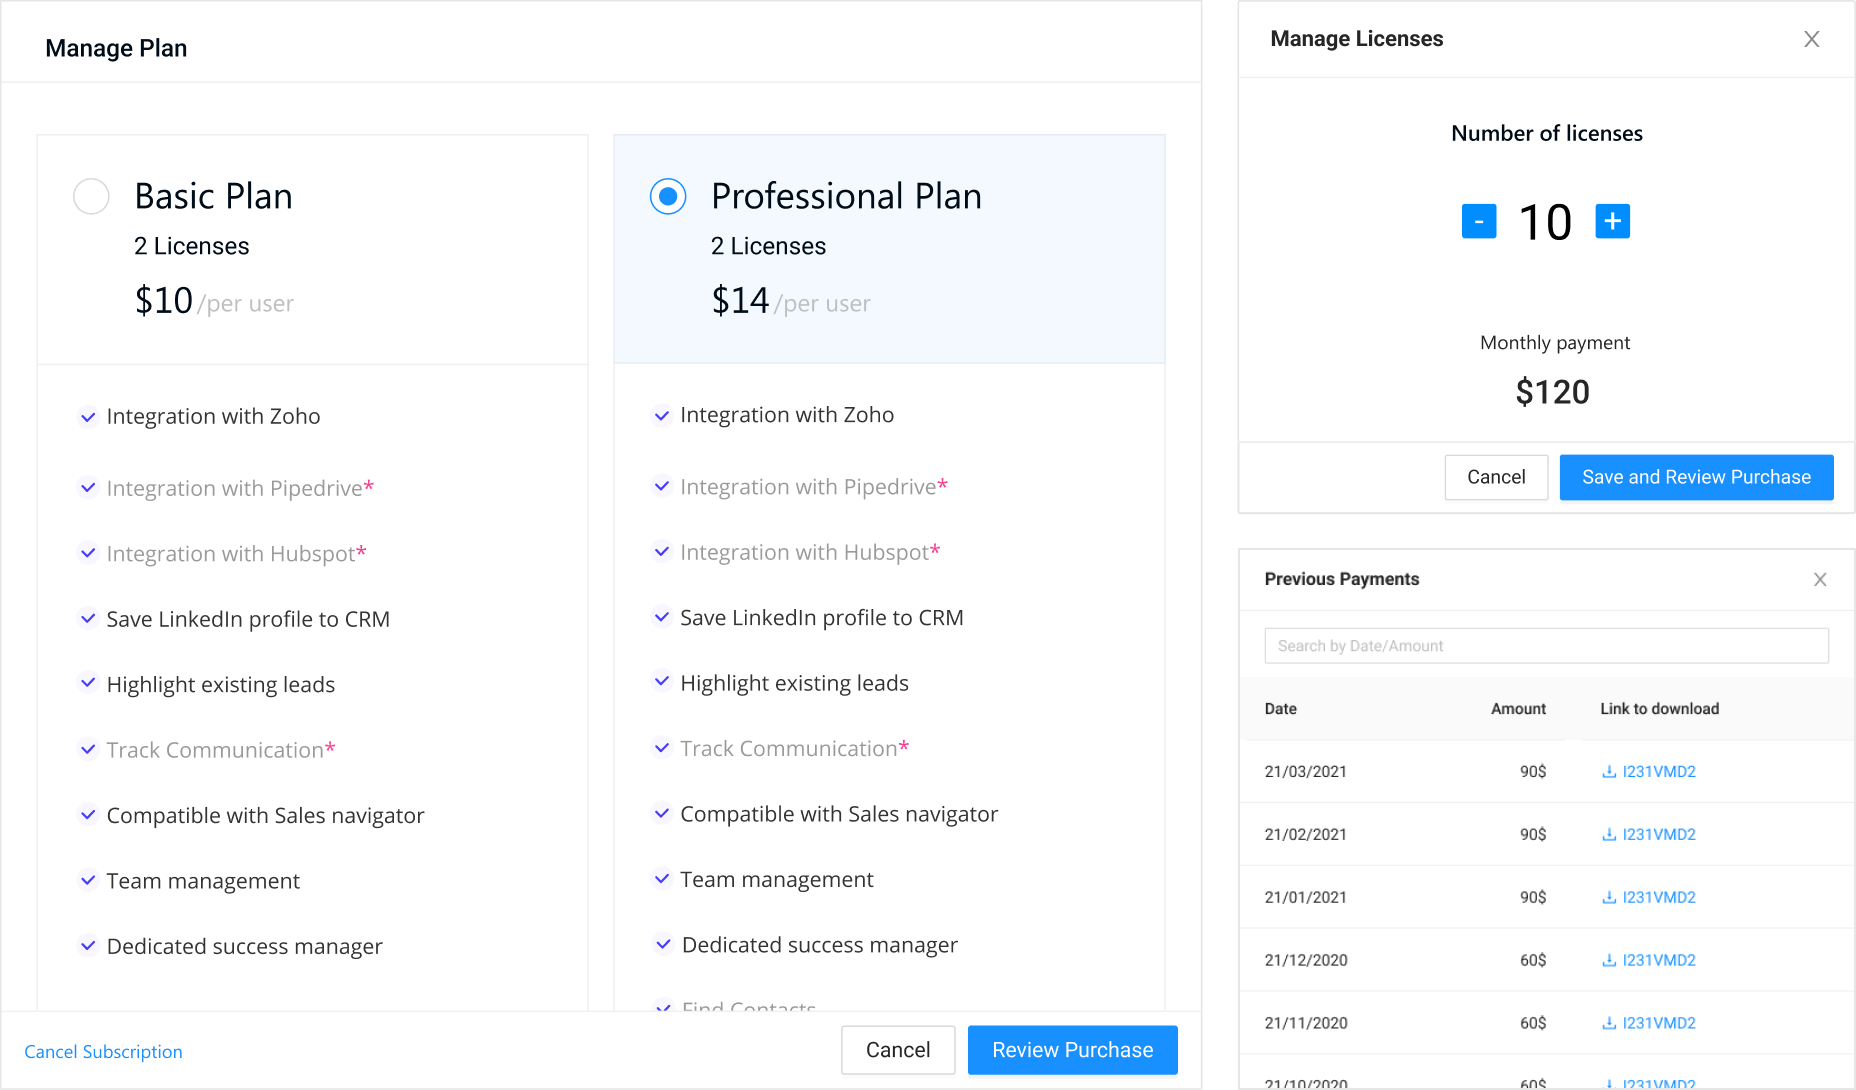 Manage Plan
Basic Plan
2 Licenses
$10/per user
Integration with Zoho
Integration with Pipedrive*
Integration with Hubspot*
Save LinkedIn profile to CRM
Highlight existing leads
Track Communication*
Compatible with Sales navigator
Team management
Dedicated success manager
Professional Plan
2 Licenses
$14/per user
Integration with Zoho
Integration with Pipedrive*
Integration with Hubspot*
Save LinkedIn profile to CRM
Highlight existing leads
Track Communication*
Compatible with Sales navigator
Team management
Dedicated success manager
Find Contacts
Cancel Subscription
Cancel
Review Purchase
Manage Licenses
Number of licenses
- 10 +
Monthly payment
$120
Cancel
Save and Review Purchase
Previous Payments
Search by Date/Amount
Date Amount Link to download
21/03/2021 90$ I231VMD2
21/02/2021 90$ I231VMD2
21/01/2021 90$ I231VMD2
21/12/2020 60$ I231VMD2
21/11/2020 60$ I231VMD2
21/10/2020 60$ I231VMD2